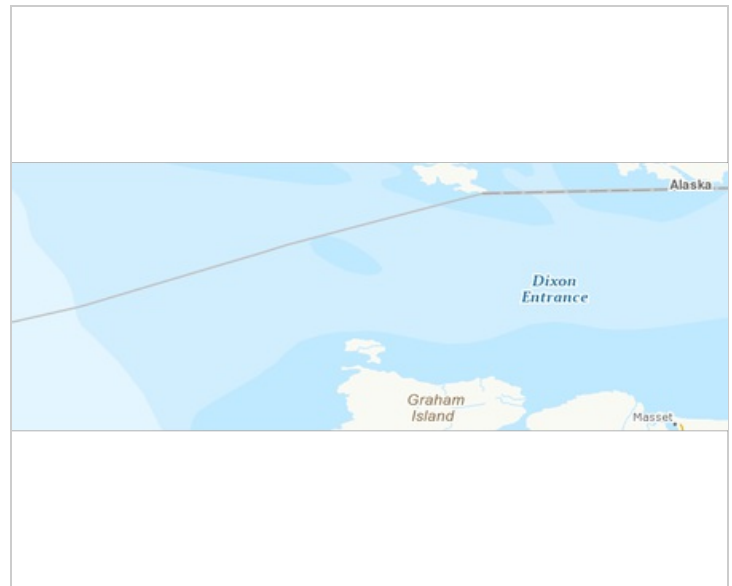 Alaska
Dixon
Entrance
Graham
Island
Masset